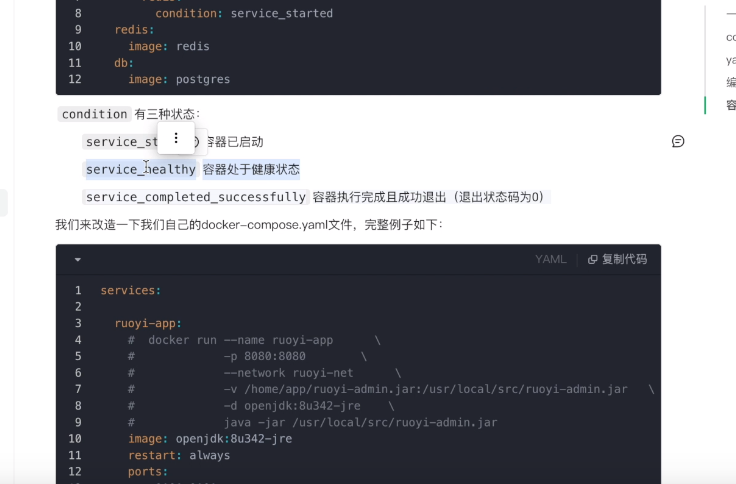 8 condition: service_started
9 redis:
10 image: redis
11 db:
12 image: postgres
condition 有三种状态：
service_st 容器已启动
service_healthy 容器处于健康状态
service_completed_successfully 容器执行完成且成功退出（退出状态码为0）
我们来改造一下我们自己的docker-compose.yaml文件，完整例子如下：
YAML 复制代码
1 services:
2
3 ruoyi-app:
4 # docker run --name ruoyi-app \
5 # -p 8080:8080 \
6 # --network ruoyi-net \
7 # -v /home/app/ruoyi-admin.jar:/usr/local/src/ruoyi-admin.jar \
8 # -d openjdk:8u342-jre \
9 # java -jar /usr/local/src/ruoyi-admin.jar
10 image: openjdk:8u342-jre
11 restart: always
12 ports:
一
co
ya
编
容